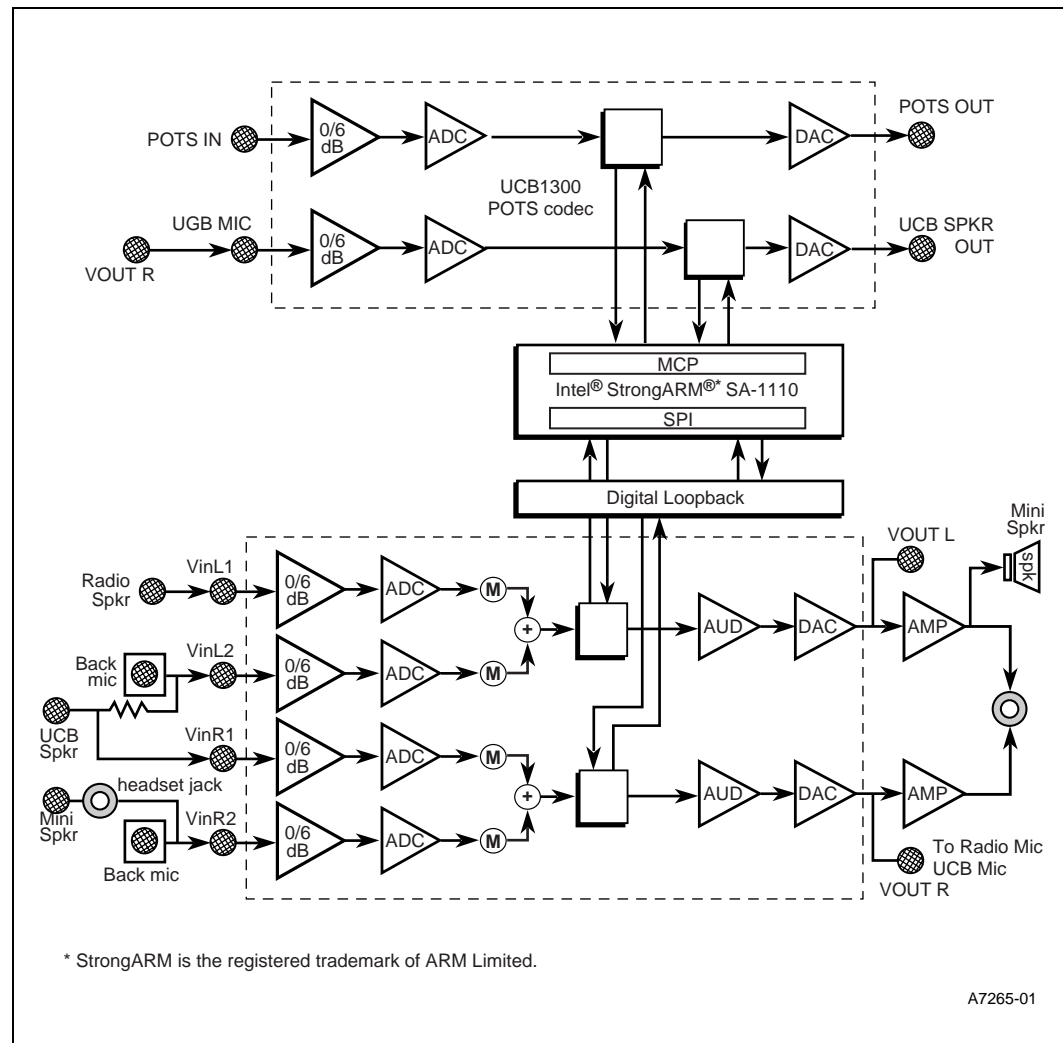 POTS OUT
POTS IN
0/6
dB
ADC
DAC
UCB1300
POTS codec
UGB MIC
VOUT R
0/6
dB
ADC
DAC
UCB SPKR
OUT
MCP
Intel® StrongARM®* SA-1110
SPI
Digital Loopback
Mini
Spkr
spk
VOUT L
Radio
Spkr
VinL1
0/6
dB
ADC
M
+
AUD
DAC
AMP
Back
mic
VinL2
0/6
dB
ADC
M
UCB
Spkr
VinR1
0/6
dB
ADC
M
+
AUD
DAC
AMP
headset jack
Mini
Spkr
VinR2
0/6
dB
ADC
M
Back mic
To Radio Mic
UCB Mic
VOUT R
* StrongARM is the registered trademark of ARM Limited.
A7265-01